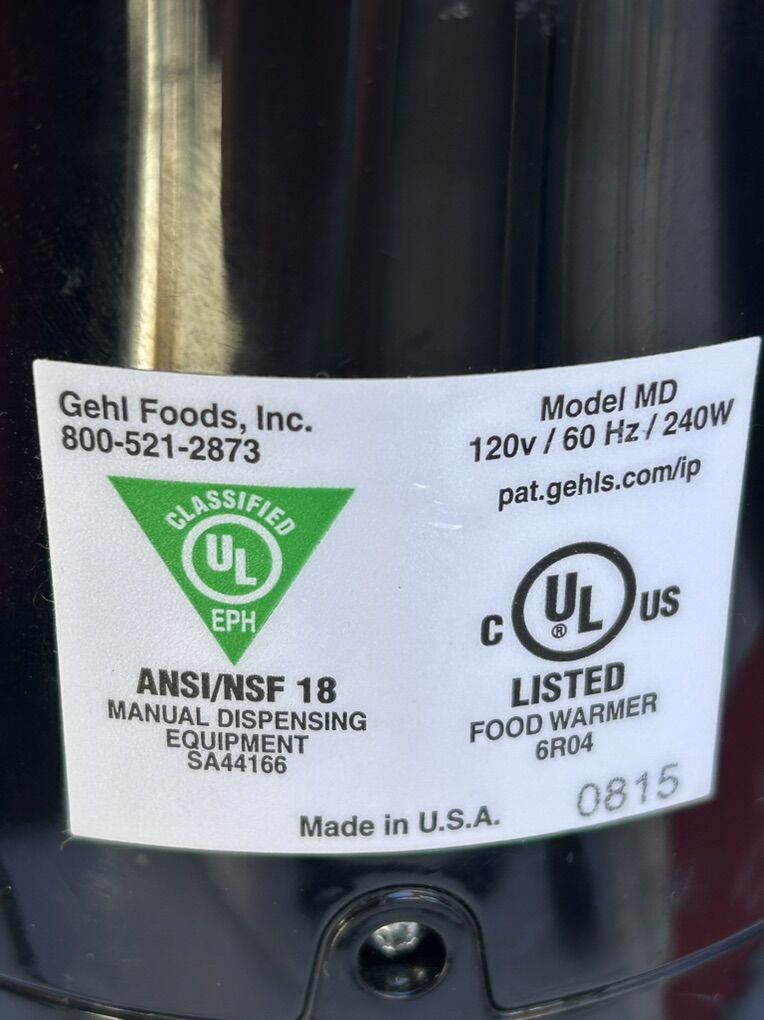 Gehl Foods, Inc.
800-521-2873
Model MD
120v / 60 Hz / 240W
pat.gehls.com/ip
CLASSIFIED
UL
EPH
ANSI/NSF 18
MANUAL DISPENSING
EQUIPMENT
SA44166
C UL® US
LISTED
FOOD WARMER
6R04
0815
Made in U.S.A.